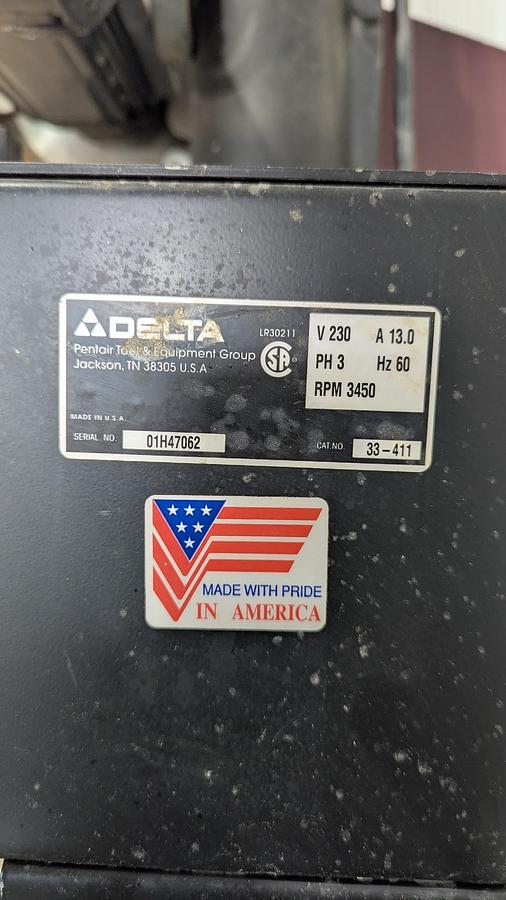 DELTA
Pentair Tool & Equipment Group
Jackson, TN 38305 U.S.A
LR30211
SP®
V 230 A 13.0
PH 3 Hz 60
RPM 3450
MADE IN U.S.A.
SERIAL NO. 01H47062
CAT.NO. 33-411
MADE WITH PRIDE
IN AMERICA